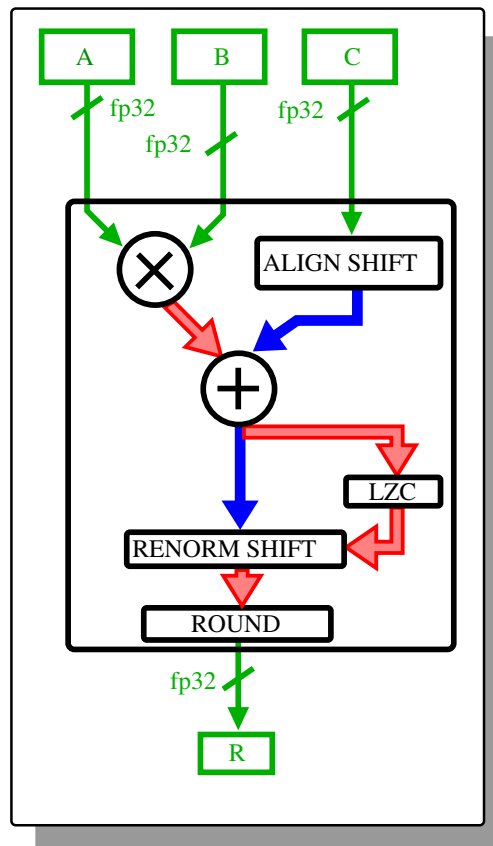 A
B
C
fp32
fp32
fp32
ALIGN SHIFT
LZC
RENORM SHIFT
ROUND
fp32
R